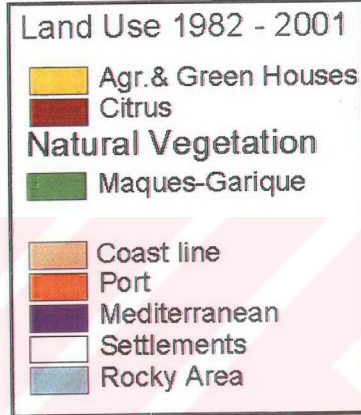 Land Use 1982 - 2001
Agr.& Green Houses
Citrus
Natural Vegetation
Maques-Garique
Coast line
Port
Mediterranean
Settlements
Rocky Area